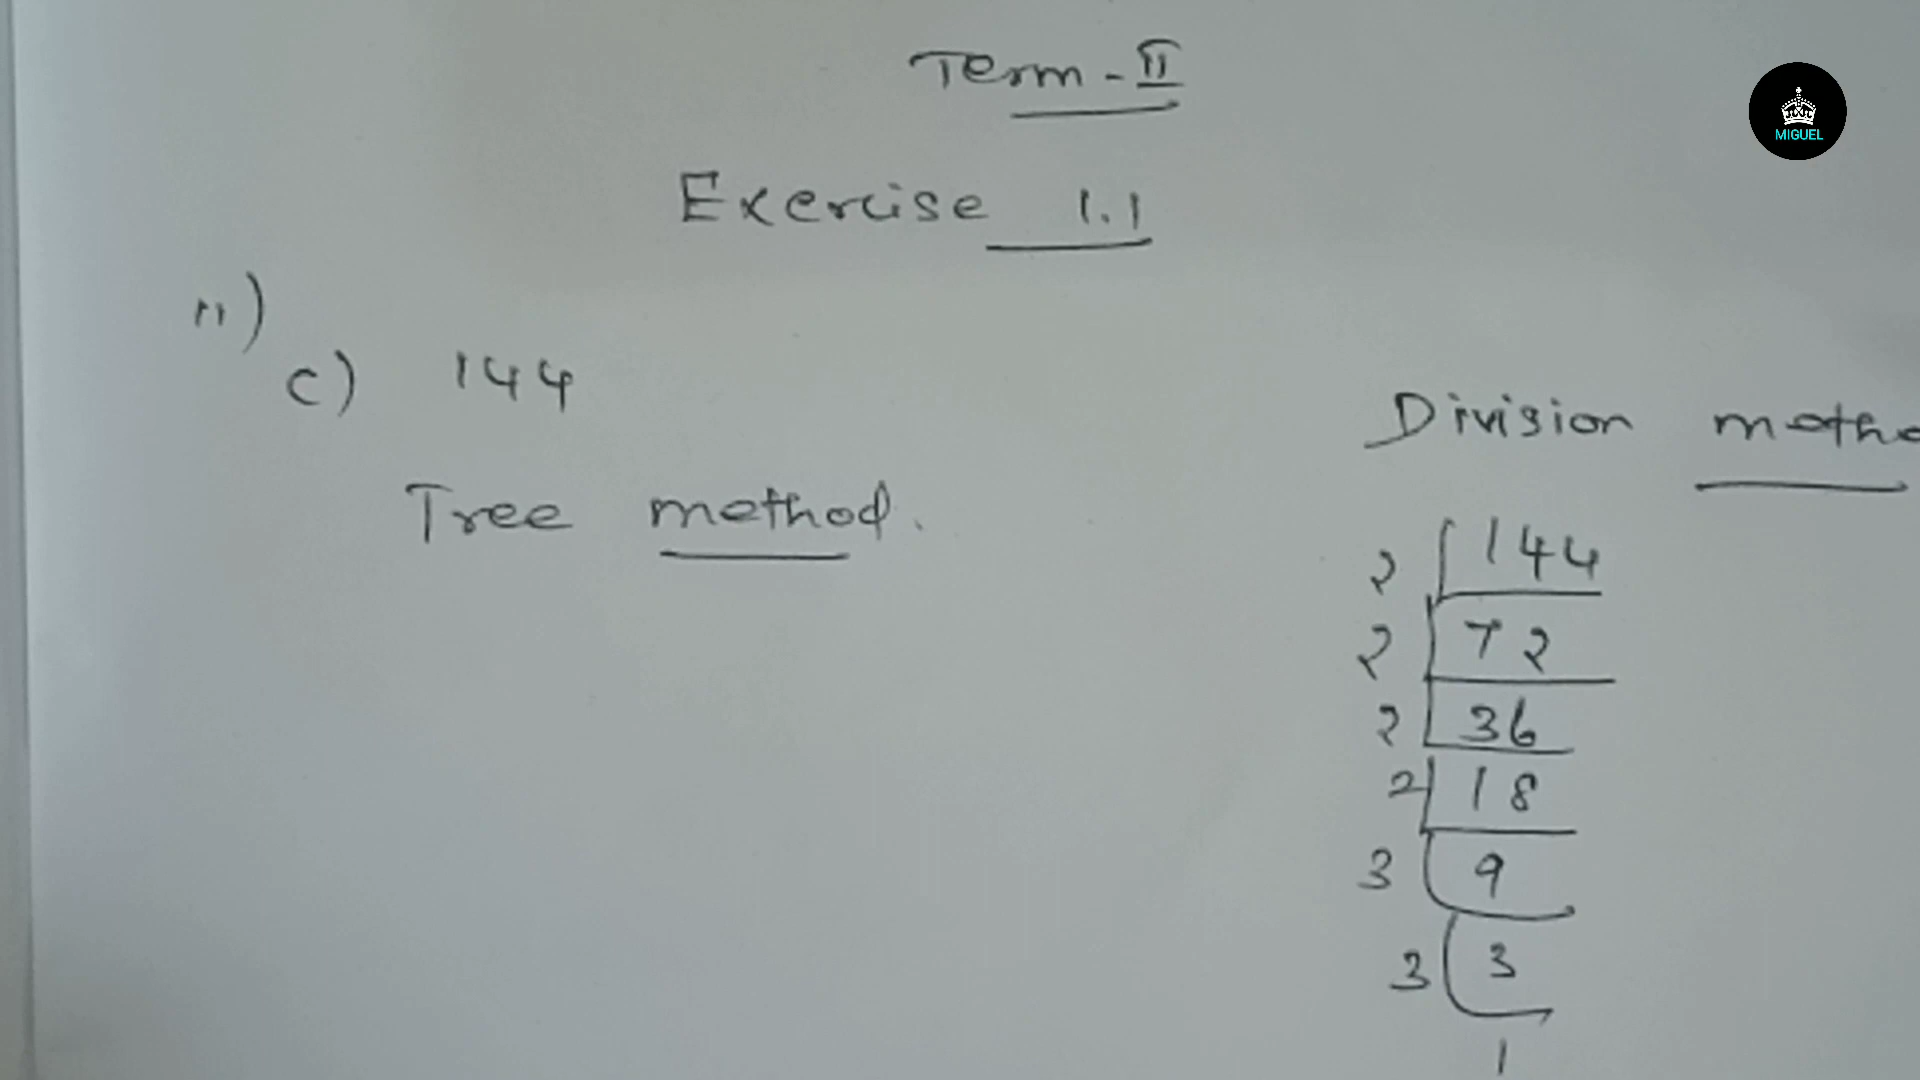 Term - II
MIGUEL
Exercise 1.1
11)
c) 144
Tree method.
Division metho
2 144
2 72
2 36
2 18
3 9
3 3
1